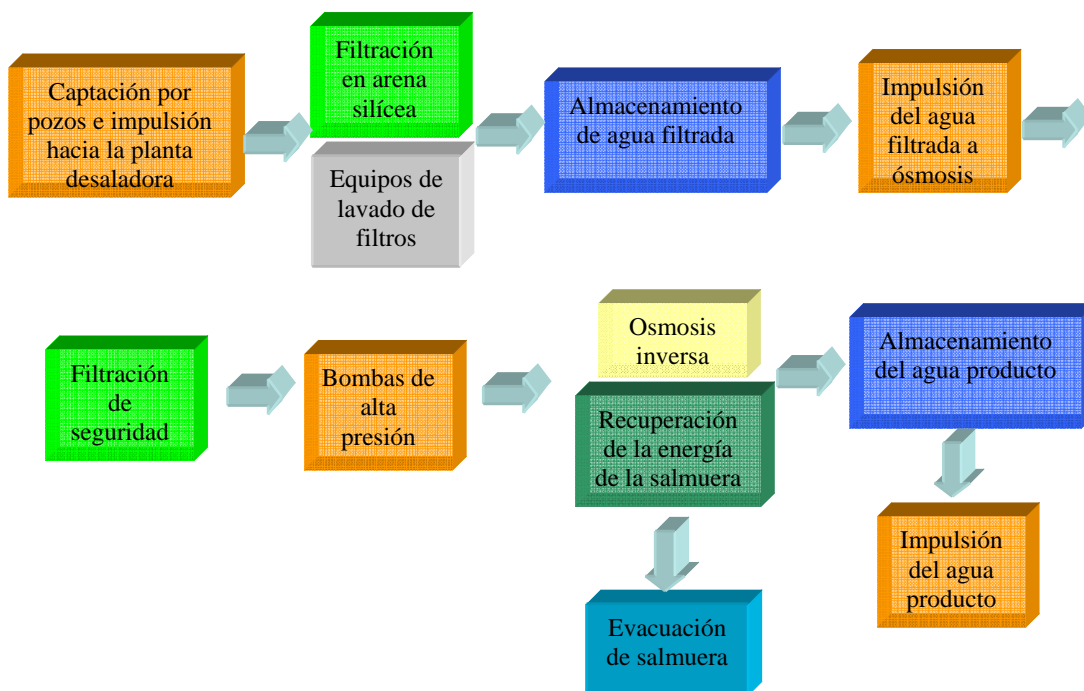 Captación por
pozos e impulsión
hacia la planta
desaladora
Filtración
en arena
silícea
Equipos de
lavado de
filtros
Almacenamiento
de agua filtrada
Impulsión
del agua
filtrada a
ósmosis
Filtración
de
seguridad
Bombas de
alta
presión
Osmosis
inversa
Recuperación
de la energía
de la salmuera
Almacenamiento
del agua producto
Evacuación
de salmuera
Impulsión
del agua
producto